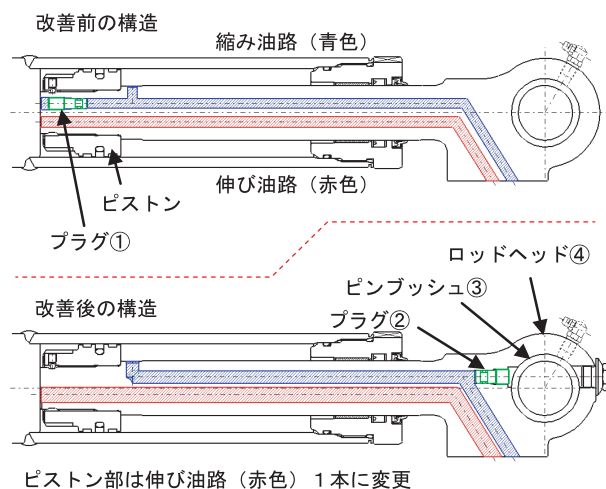 改善前の構造
縮み油路（青色）
伸び油路（赤色）
ピストン
プラグ①
ロッドヘッド④
ピンブッシュ③
改善後の構造
プラグ②
ピストン部は伸び油路（赤色）１本に変更